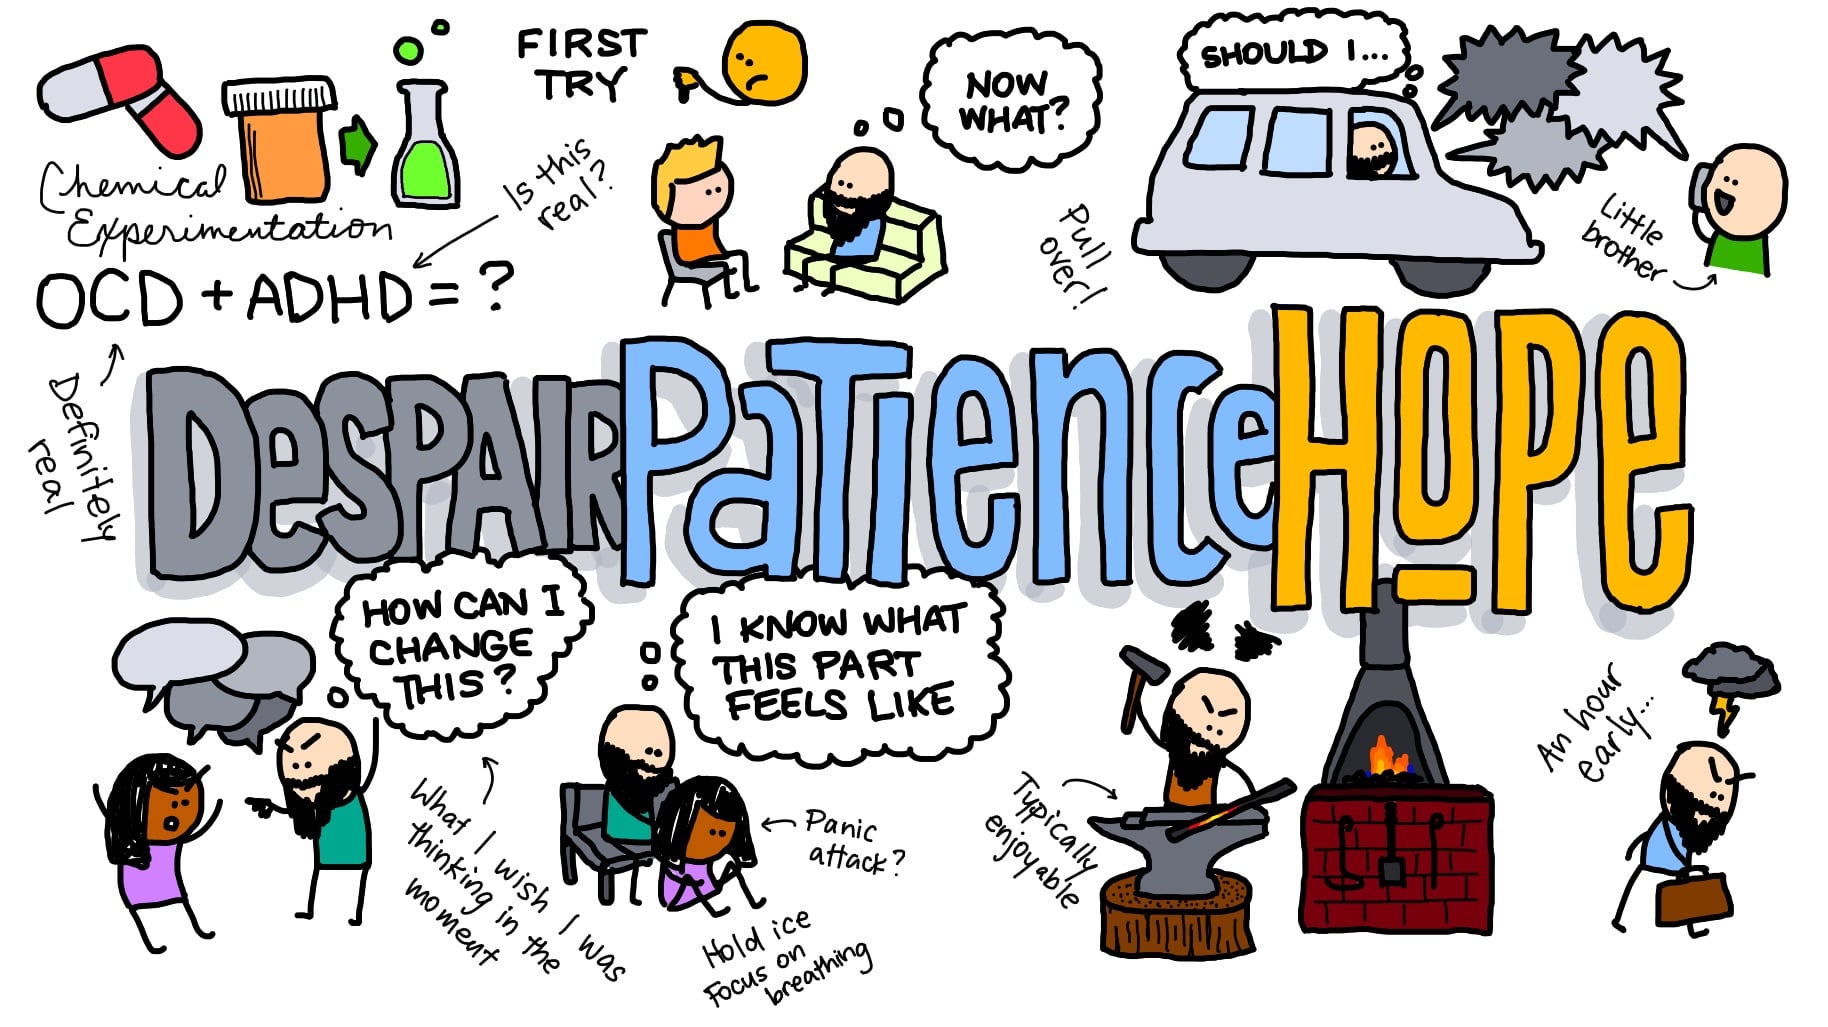 Chemical
Experimentation
OCD + ADHD = ?
Is this
real?
Definitely
real
FIRST
TRY
NOW
WHAT?
SHOULD I...
Pull
over!
Little
brother
DeSPAIR PaTIeNCe HOPe
HOW CAN I
CHANGE
THIS?
What I wish I was
thinking in the
moment
I KNOW WHAT
THIS PART
FEELS LIKE
Panic
attack?
Hold ice
Focus on
breathing
Typically
enjoyable
An hour
early...